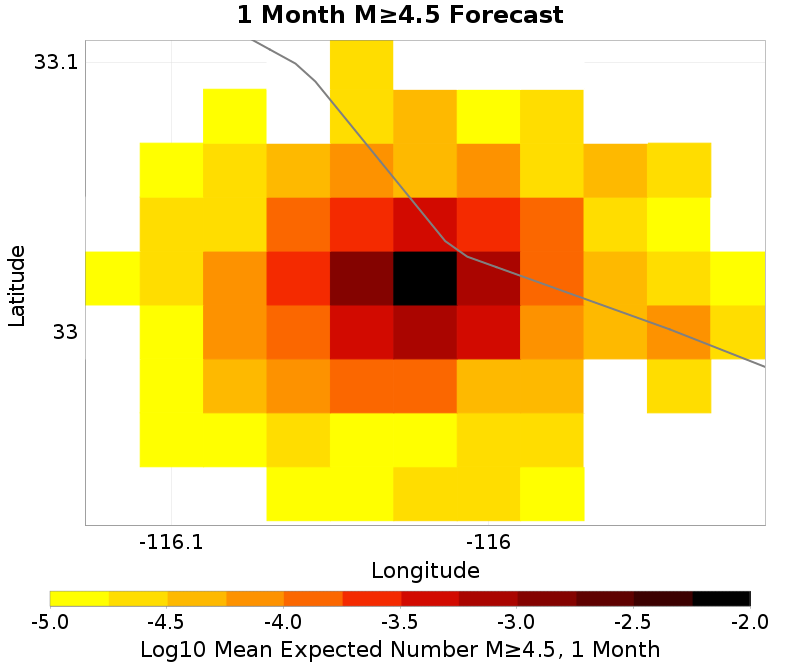 1 Month M≥4.5 Forecast
33.1
33
Latitude
-116.1 -116
Longitude
-5.0 -4.5 -4.0 -3.5 -3.0 -2.5 -2.0
Log10 Mean Expected Number M≥4.5, 1 Month